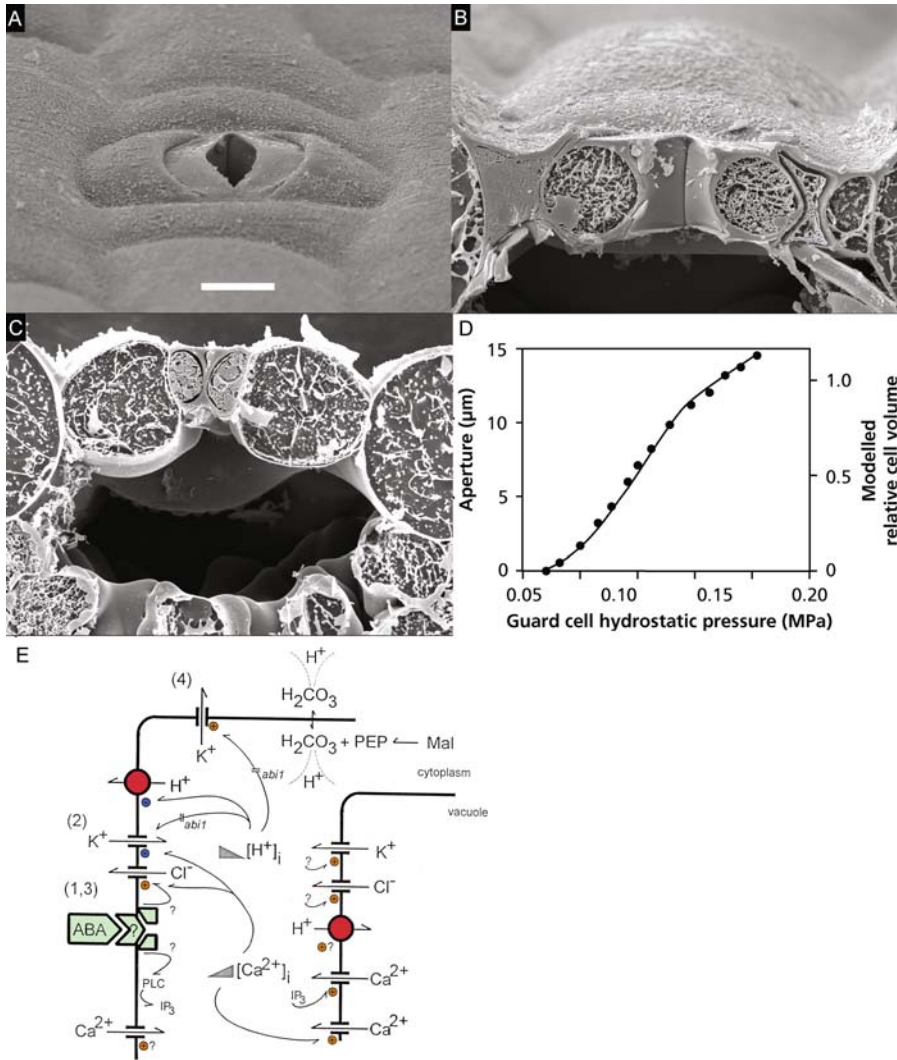 A
B
C
D
15
10
5
0
Aperture (µm)
1.0
0.5
0
Modelled
relative cell volume
0.05 0.10 0.15 0.20
Guard cell hydrostatic pressure (MPa)
E
(4)
H+
H2CO3
K+
H2CO3 + PEP Mal
H+
abi1
cytoplasm
vacuole
H+
abi1
(2)
K+
[H+]i
K+
?
Cl-
Cl-
?
(1,3)
?
ABA ?
H+
?
?
PLC
IP3
[Ca2+]i
Ca2+
IP3
Ca2+
?
Ca2+